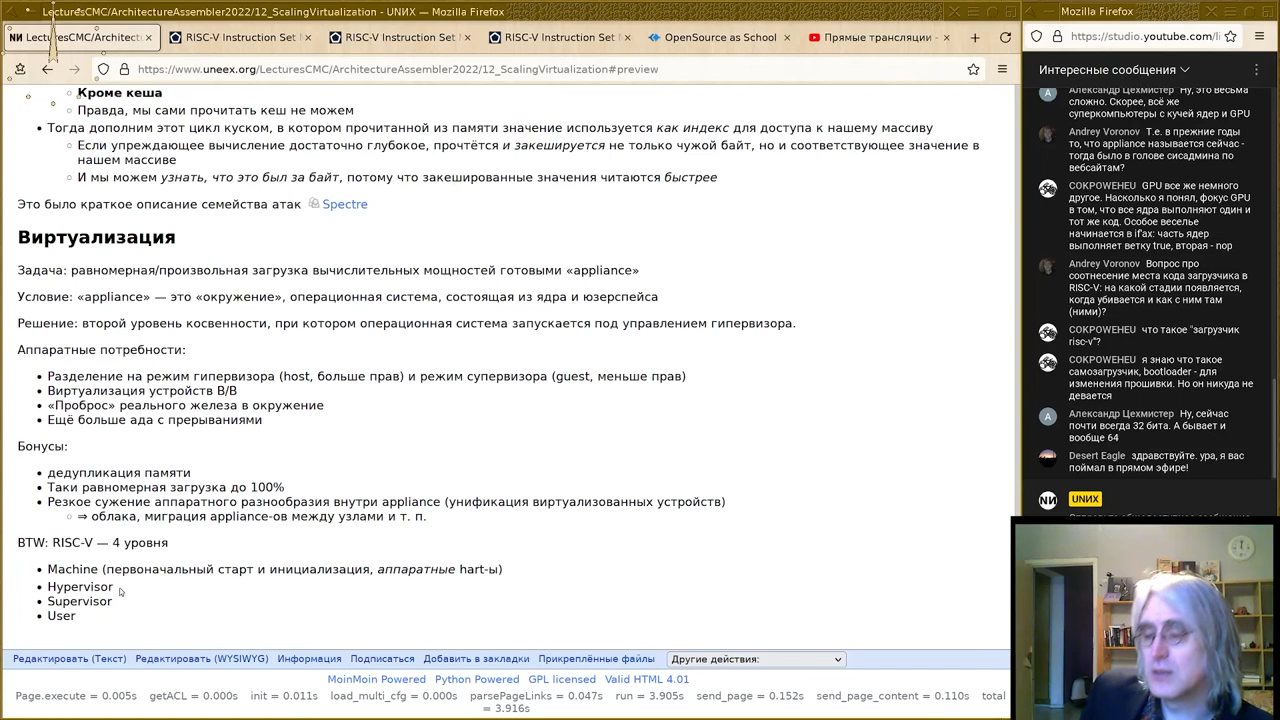 LecturesCMC/ArchitectureAssembler2022/12_ScalingVirtualization - UNИX — Mozilla Firefox
Mozilla Firefox
LecturesCMC/Architect
RISC-V Instruction Set
RISC-V Instruction Set
RISC-V Instruction Set
OpenSource as School
Прямые трансляции -
https://www.uneex.org/LecturesCMC/ArchitectureAssembler2022/12_ScalingVirtualization#preview
https://studio.youtube.com/li
Кроме кеша
Правда, мы сами прочитать кеш не можем
Тогда дополним этот цикл куском, в котором прочитанной из памяти значение используется как индекс для доступа к нашему массиву
Если упреждающее вычисление достаточно глубокое, прочтётся и закешируется не только чужой байт, но и соответствующее значение в
нашем массиве
И мы можем узнать, что это был за байт, потому что закешированные значения читаются быстрее
Это было краткое описание семейства атак Spectre
Виртуализация
Задача: равномерная/произвольная загрузка вычислительных мощностей готовыми «appliance»
Условие: «appliance» — это «окружение», операционная система, состоящая из ядра и юзерспейса
Решение: второй уровень косвенности, при котором операционная система запускается под управлением гипервизора.
Аппаратные потребности:
Разделение на режим гипервизора (host, больше прав) и режим супервизора (guest, меньше прав)
Виртуализация устройств В/В
«Проброс» реального железа в окружение
Ещё больше ада с прерываниями
Бонусы:
дедупликация памяти
Таки равномерная загрузка до 100%
Резкое сужение аппаратного разнообразия внутри appliance (унификация виртуализованных устройств)
⇒ облака, миграция appliance-ов между узлами и т. п.
BTW: RISC-V — 4 уровня
Machine (первоначальный старт и инициализация, аппаратные hart-ы)
Hypervisor
Supervisor
User
Редактировать (Текст) Редактировать (WYSIWYG) Информация Подписаться Добавить в закладки Прикреплённые файлы Другие действия:
MoinMoin Powered Python Powered GPL licensed Valid HTML 4.01
Page.execute = 0.005s getACL = 0.000s init = 0.011s load_multi_cfg = 0.000s parsePageLinks = 0.047s run = 3.905s send_page = 0.152s send_page_content = 0.110s total
= 3.916s
Интересные сообщения
Александр Цехмистер Ну, это весьма
сложно. Скорее, всё же
суперкомпьютеры с кучей ядер и GPU
Andrey Voronov Т.е. в прежние годы
то, что appliance называется сейчас -
тогда было в голове сисадмина по
вебсайтам?
COKPOWEHEU GPU все же немного
другое. Насколько я понял, фокус GPU
в том, что все ядра выполняют один и
тот же код. Особое веселье
начинается в if'ах: часть ядер
выполняет ветку true, вторая - nop
Andrey Voronov Вопрос про
соотнесение места кода загрузчика в
RISC-V: на какой стадии появляется,
когда убивается и как с ним там
(ними)?
COKPOWEHEU что такое "загрузчик
risc-v"?
COKPOWEHEU я знаю что такое
самозагрузчик, bootloader - для
изменения прошивки. Но он никуда не
девается
Александр Цехмистер Ну, сейчас
почти всегда 32 бита. А бывает и
вообще 64
Desert Eagle здравствуйте. ура, я вас
поймал в прямом эфире!
NИ UNИX